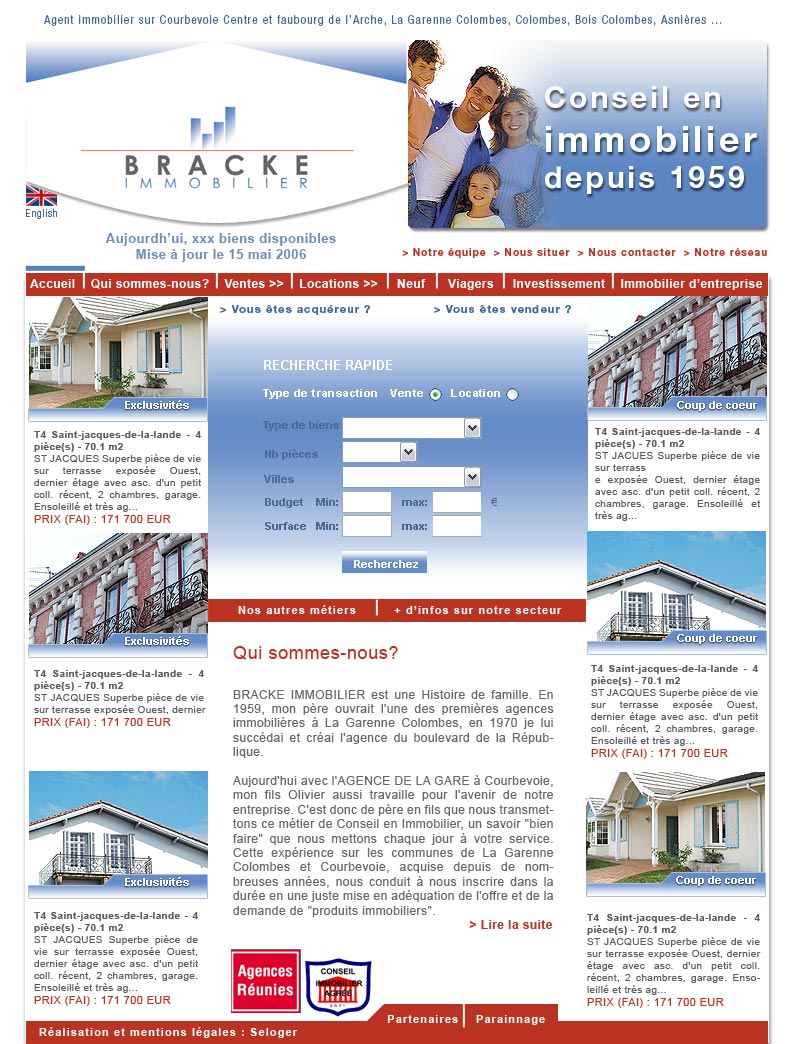 Agent immobilier sur Courbevoie Centre et faubourg de l'Arche, La Garenne Colombes, Colombes, Bois Colombes, Asnières ...
BRACKE
IMMOBILIER
English
Conseil en
immobilier
depuis 1959
Aujourdh'ui, xxx biens disponibles
Mise à jour le 15 mai 2006
> Notre équipe > Nous situer > Nous contacter > Notre réseau
Accueil Qui sommes-nous? Ventes >> Locations >> Neuf Viagers Investissement Immobilier d'entreprise
> Vous êtes acquéreur ? > Vous êtes vendeur ?
RECHERCHE RAPIDE
Type de transaction Vente Location
Type de biens
Nb pièces
Villes
Budget Min: max: €
Surface Min: max:
Recherchez
Nos autres métiers + d'infos sur notre secteur
Exclusivités
T4 Saint-jacques-de-la-lande - 4
pièce(s) - 70.1 m2
ST JACQUES Superbe pièce de vie
sur terrasse exposée Ouest,
dernier étage avec asc. d'un petit
coll. récent, 2 chambres, garage.
Ensoleillé et très ag...
PRIX (FAI) : 171 700 EUR
Exclusivités
T4 Saint-jacques-de-la-lande - 4
pièce(s) - 70.1 m2
ST JACQUES Superbe pièce de vie
sur terrasse exposée Ouest, dernier
PRIX (FAI) : 171 700 EUR
Exclusivités
T4 Saint-jacques-de-la-lande - 4
pièce(s) - 70.1 m2
ST JACQUES Superbe pièce de
vie sur terrasse exposée Ouest,
dernier étage avec asc. d'un petit
coll. récent, 2 chambres, garage.
Ensoleillé et très ag...
PRIX (FAI) : 171 700 EUR
Qui sommes-nous?
BRACKE IMMOBILIER est une Histoire de famille. En
1959, mon père ouvrait l'une des premières agences
immobilières à La Garenne Colombes, en 1970 je lui
succédai et créai l'agence du boulevard de la Répub-
lique.
Aujourd'hui avec l'AGENCE DE LA GARE à Courbevoie,
mon fils Olivier aussi travaille pour l'avenir de notre
entreprise. C'est donc de père en fils que nous transmet-
tons ce métier de Conseil en Immobilier, un savoir "bien
faire" que nous mettons chaque jour à votre service.
Cette expérience sur les communes de La Garenne
Colombes et Courbevoie, acquise depuis de nom-
breuses années, nous conduit à nous inscrire dans la
durée en une juste mise en adéquation de l'offre et de la
demande de "produits immobiliers".
> Lire la suite
Agences
Réunies
CONSEIL
IMMOBILIER
AGRÉÉ
Coup de coeur
T4 Saint-jacques-de-la-lande - 4
pièce(s) - 70.1 m2
ST JACQUES Superbe pièce de vie
sur terrass
e exposée Ouest, dernier étage
avec asc. d'un petit coll. récent, 2
chambres, garage. Ensoleillé et
très ag...
Coup de coeur
T4 Saint-jacques-de-la-lande - 4
pièce(s) - 70.1 m2
ST JACQUES Superbe pièce de vie
sur terrasse exposée Ouest,
dernier étage avec asc. d'un petit
coll. récent, 2 chambres, garage.
Ensoleillé et très ag...
PRIX (FAI) : 171 700 EUR
Coup de coeur
T4 Saint-jacques-de-la-lande - 4
pièce(s) - 70.1 m2
ST JACQUES Superbe pièce de
vie sur terrasse exposée Ouest, dernier
étage avec asc. d'un petit coll.
récent, 2 chambres, garage. Enso-
leillé et très ag...
PRIX (FAI) : 171 700 EUR
Partenaires Parainnage
Réalisation et mentions légales : Seloger